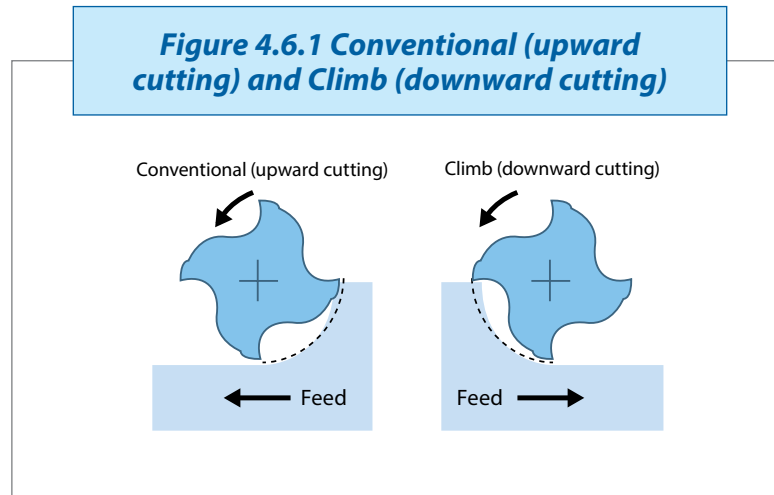 Figure 4.6.1 Conventional (upward
cutting) and Climb (downward cutting)
Conventional (upward cutting)
Climb (downward cutting)
Feed
Feed